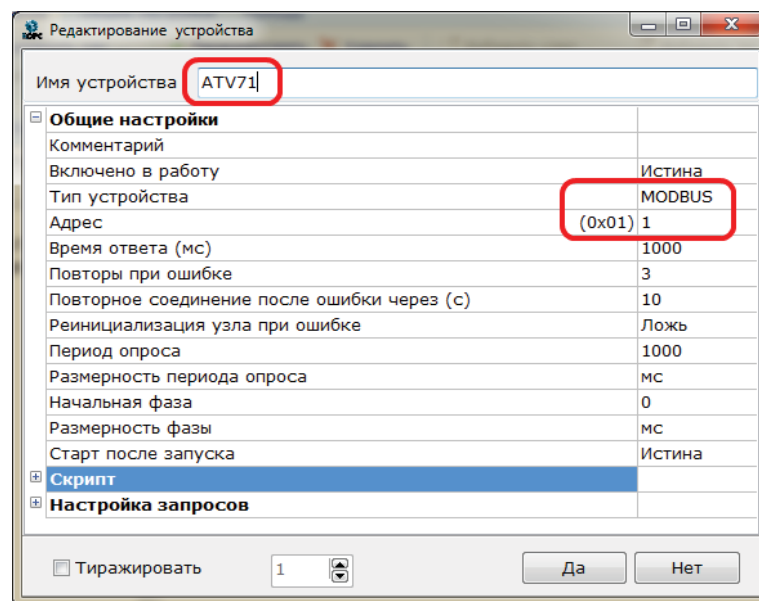 Редактирование устройства
Имя устройства ATV71
Общие настройки
Комментарий
Включено в работу Истина
Тип устройства MODBUS
Адрес (0x01) 1
Время ответа (мс) 1000
Повторы при ошибке 3
Повторное соединение после ошибки через (с) 10
Реинициализация узла при ошибке Ложь
Период опроса 1000
Размерность периода опроса мс
Начальная фаза 0
Размерность фазы мс
Старт после запуска Истина
Скрипт
Настройка запросов
Тиражировать 1 Да Нет